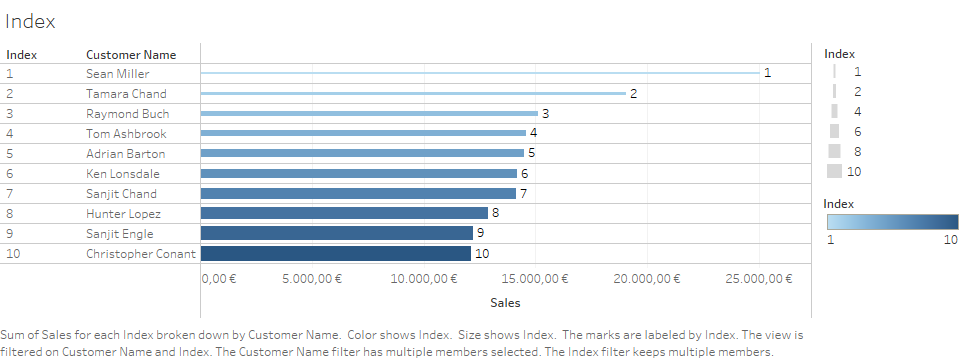 Index
Index Customer Name
1 Sean Miller 1
2 Tamara Chand 2
3 Raymond Buch 3
4 Tom Ashbrook 4
5 Adrian Barton 5
6 Ken Lonsdale 6
7 Sanjit Chand 7
8 Hunter Lopez 8
9 Sanjit Engle 9
10 Christopher Conant 10
0,00 € 5.000,00 € 10.000,00 € 15.000,00 € 20.000,00 € 25.000,00 €
Sales
Index
1
2
4
6
8
10
Index
1 10
Sum of Sales for each Index broken down by Customer Name. Color shows Index. Size shows Index. The marks are labeled by Index. The view is
filtered on Customer Name and Index. The Customer Name filter has multiple members selected. The Index filter keeps multiple members.